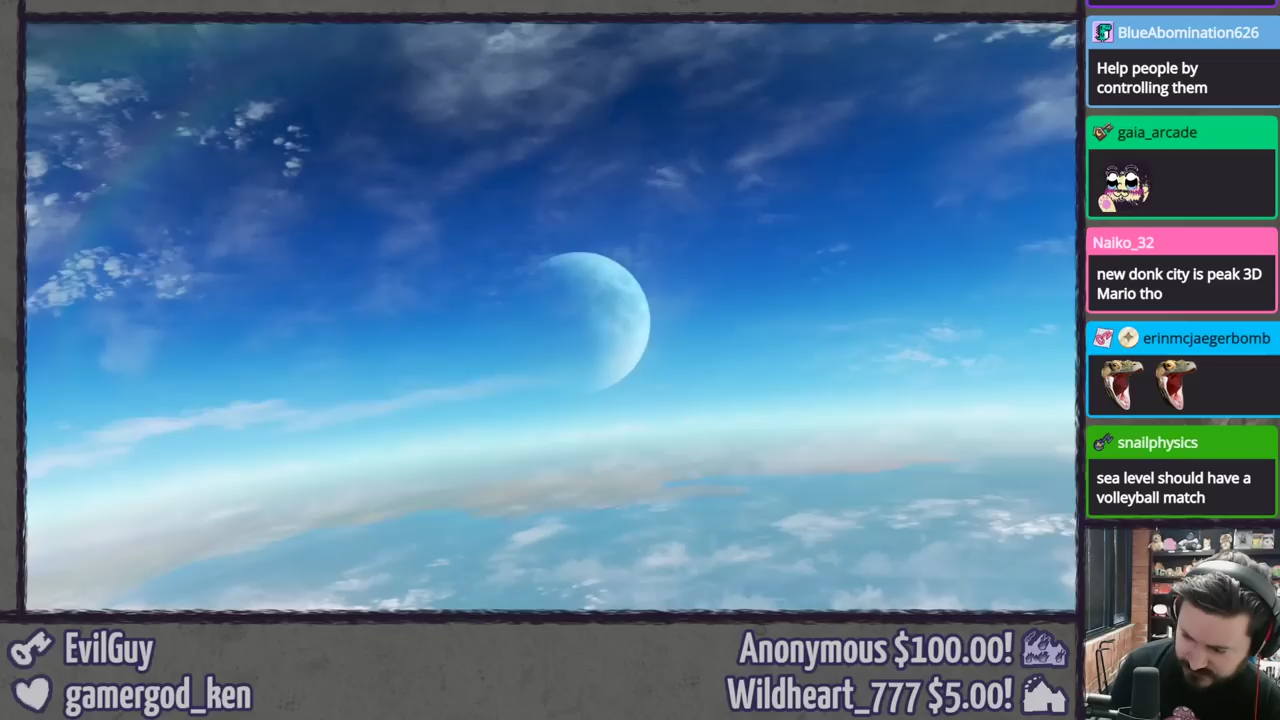 BlueAbomination626
Help people by
controlling them
gaia_arcade
Naiko_32
new donk city is peak 3D
Mario tho
erinmcjaegerbomb
snailphysics
sea level should have a
volleyball match
EvilGuy
gamergod_ken
Anonymous $100.00!
Wildheart_777 $5.00!